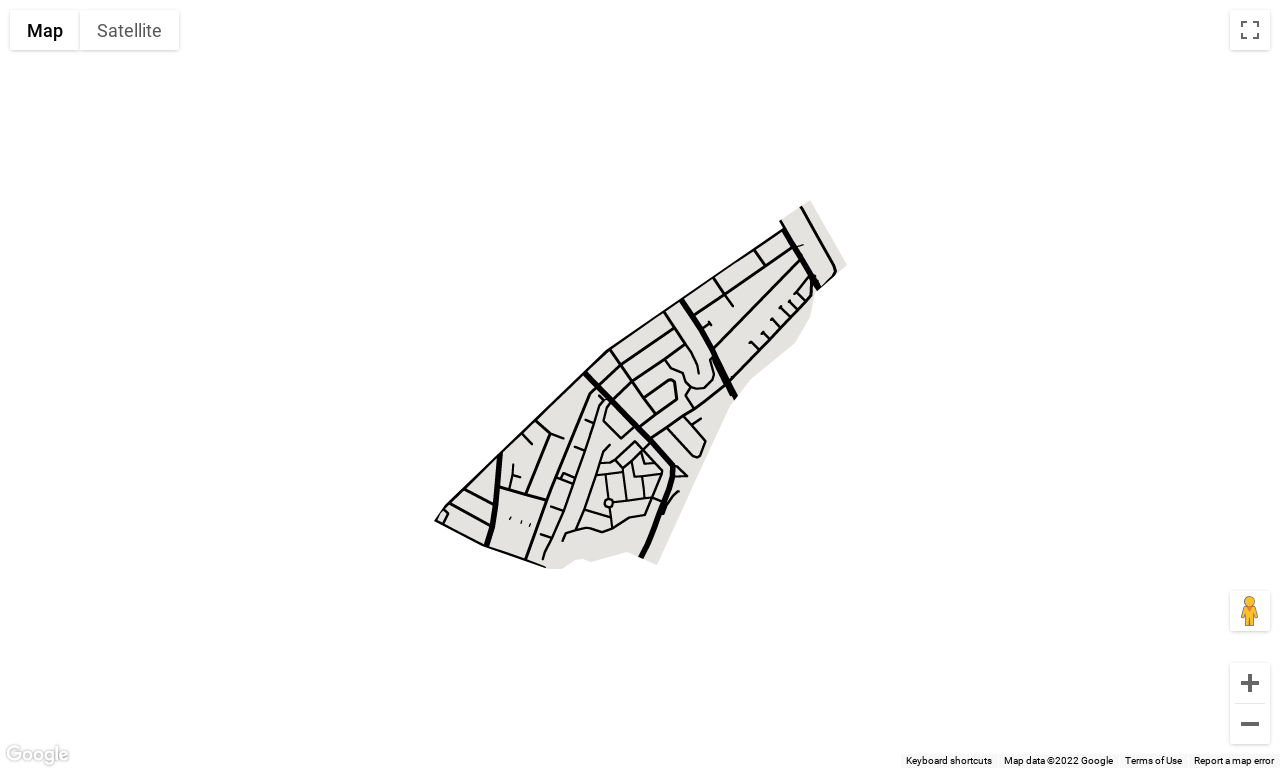 Map
Satellite
Google
Keyboard shortcuts
Map data ©2022 Google
Terms of Use
Report a map error